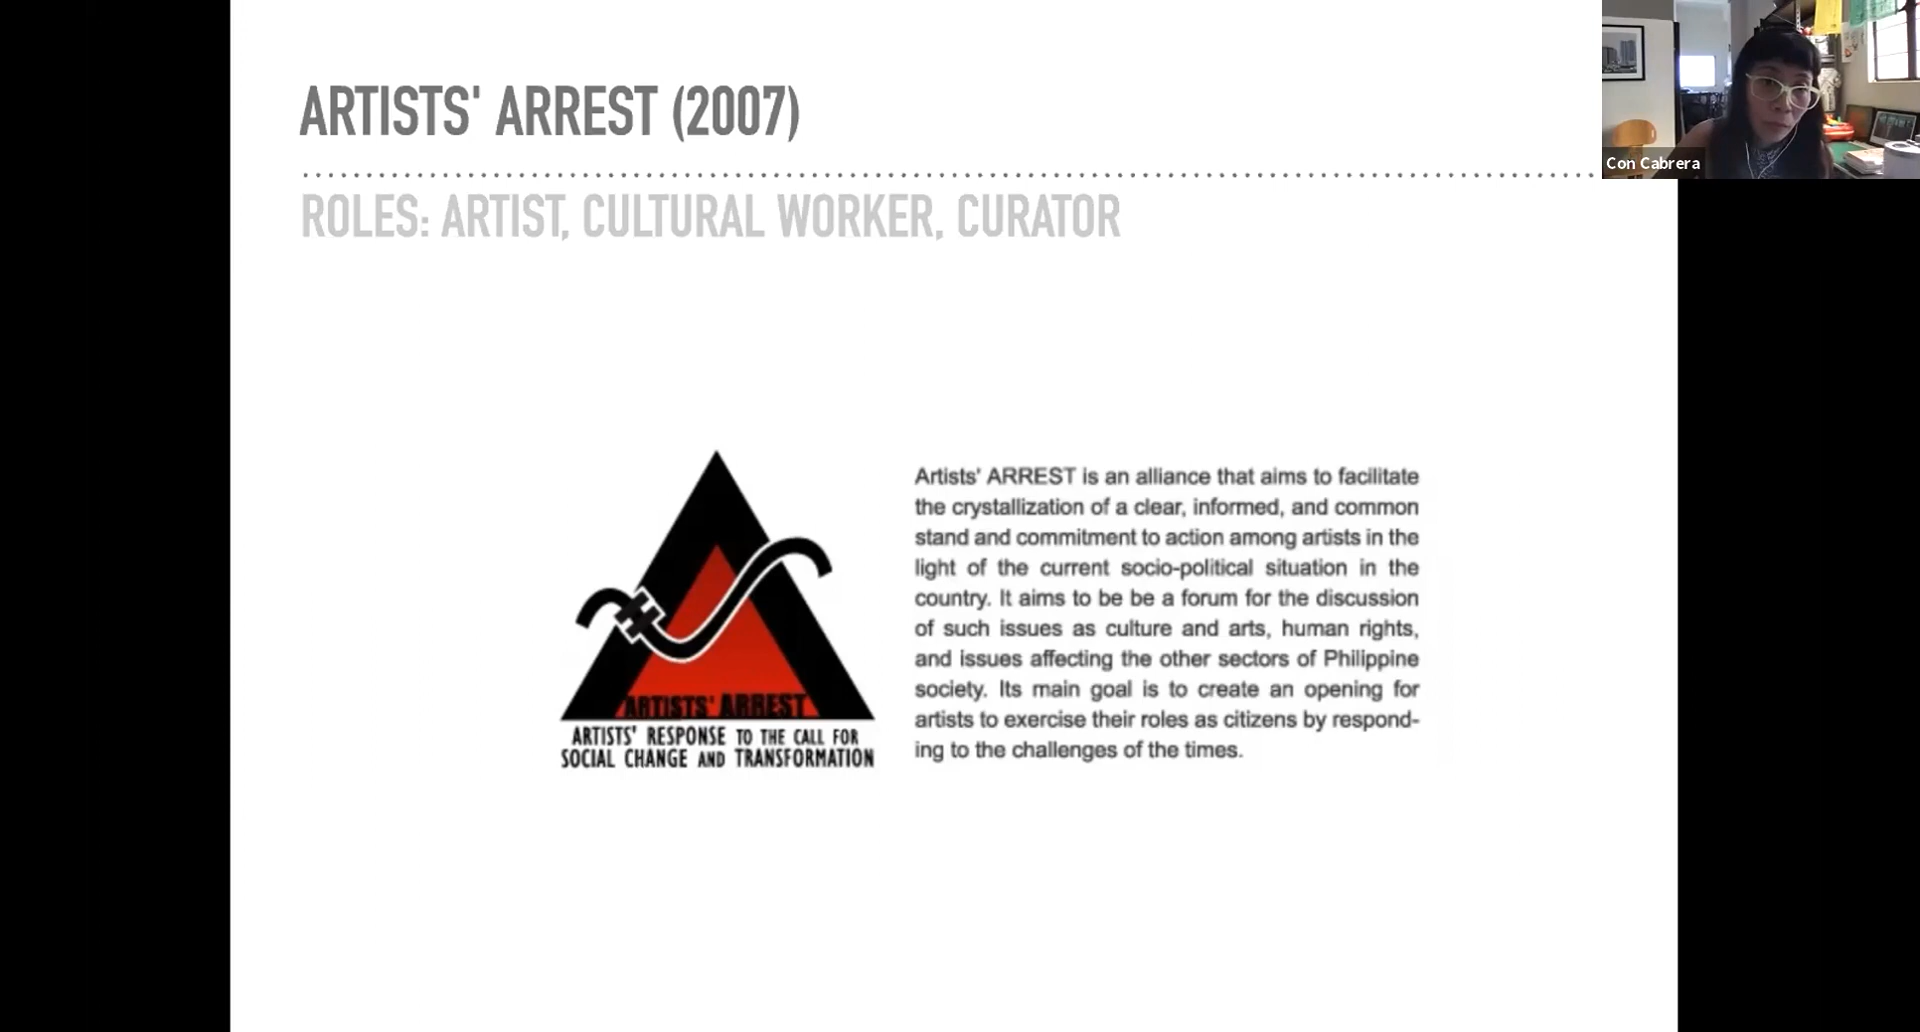 ARTISTS' ARREST (2007)
ROLES: ARTIST, CULTURAL WORKER, CURATOR
Con Cabrera
ARTISTS' ARREST
ARTISTS' RESPONSE TO THE CALL FOR
SOCIAL CHANGE AND TRANSFORMATION
Artists' ARREST is an alliance that aims to facilitate
the crystallization of a clear, informed, and common
stand and commitment to action among artists in the
light of the current socio-political situation in the
country. It aims to be be a forum for the discussion
of such issues as culture and arts, human rights,
and issues affecting the other sectors of Philippine
society. Its main goal is to create an opening for
artists to exercise their roles as citizens by respond-
ing to the challenges of the times.